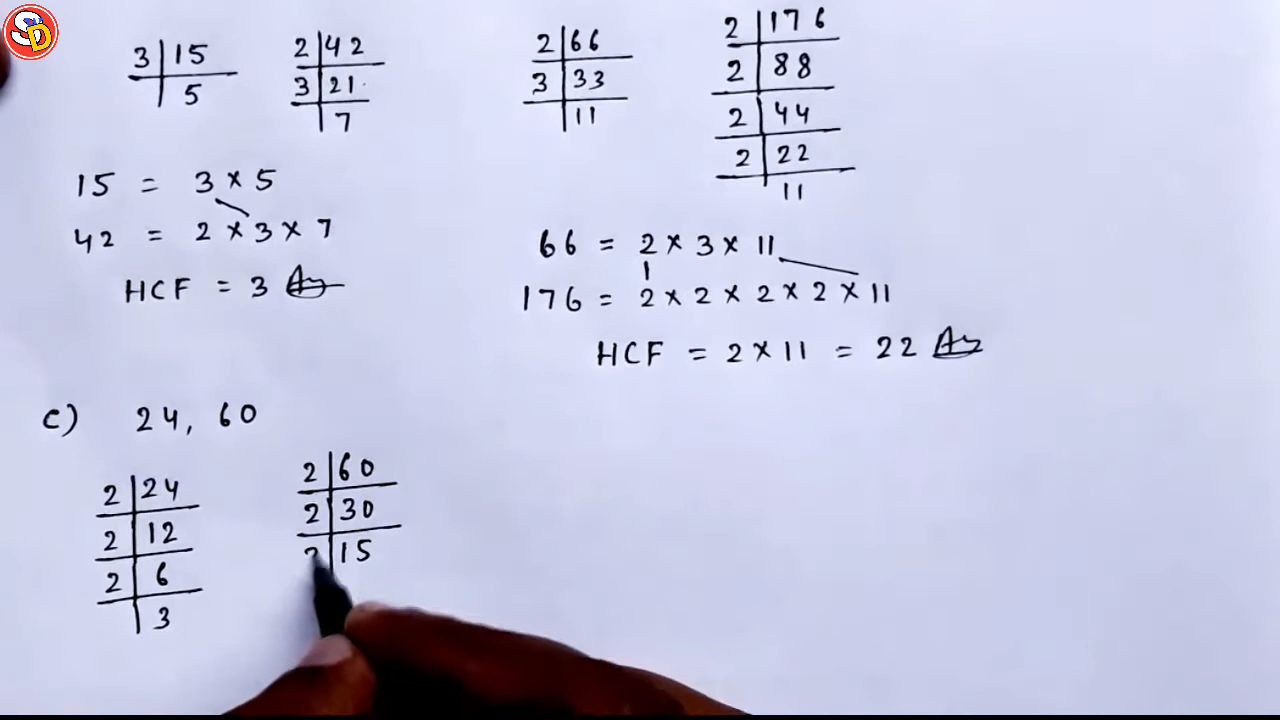 SD
3 | 15
5
2 | 42
3 | 21
7
15 = 3 × 5
42 = 2 × 3 × 7
HCF = 3
2 | 66
3 | 33
11
2 | 176
2 | 88
2 | 44
2 | 22
11
66 = 2 × 3 × 11
176 = 2 × 2 × 2 × 2 × 11
HCF = 2 × 11 = 22
c) 24, 60
2 | 24
2 | 12
2 | 6
3
2 | 60
2 | 30
15